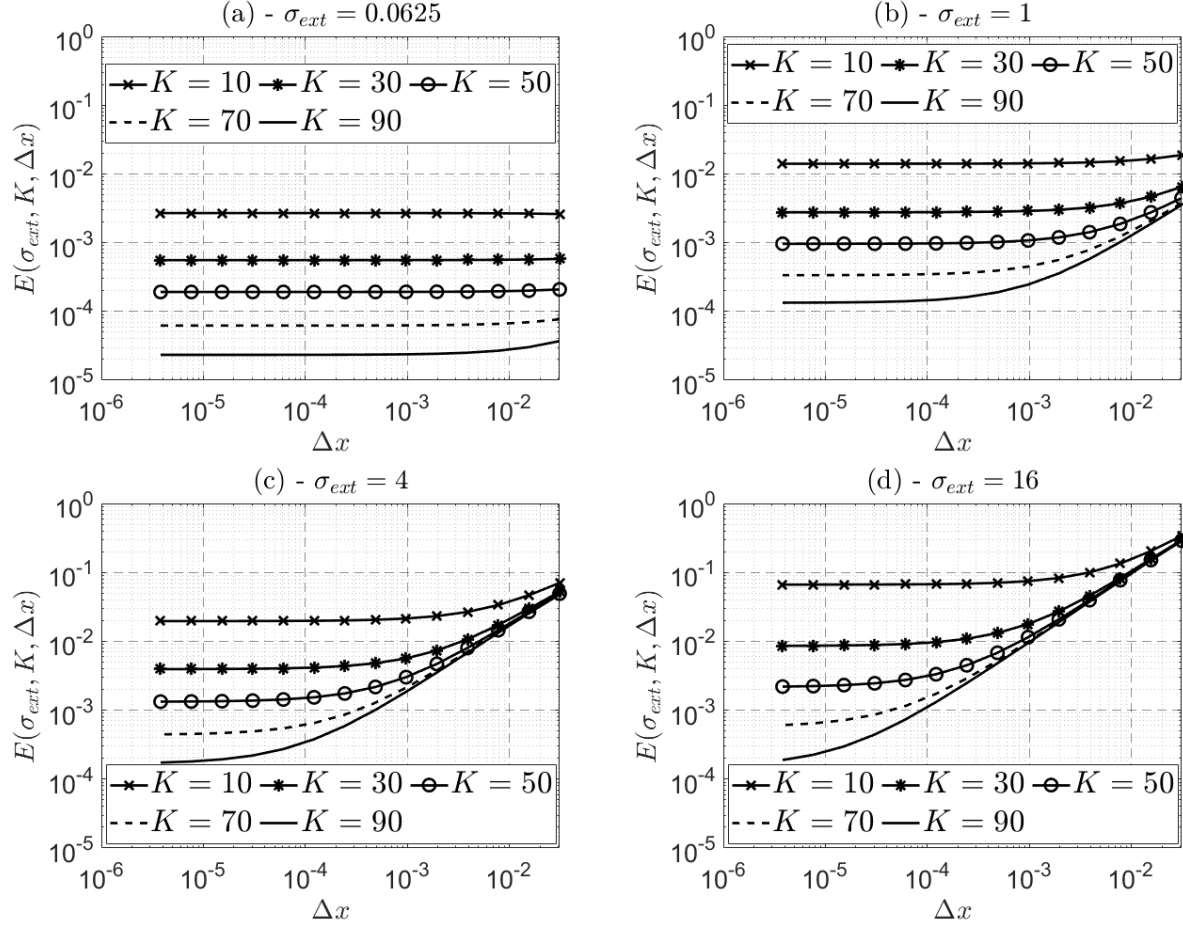 (a) - σ_ext = 0.0625
10^0
10^-1
10^-2
10^-3
10^-4
10^-5
E(σ_ext, K, Δx)
K = 10 K = 30 K = 50
K = 70 K = 90
10^-6 10^-5 10^-4 10^-3 10^-2
Δx
(b) - σ_ext = 1
10^0
10^-1
10^-2
10^-3
10^-4
10^-5
E(σ_ext, K, Δx)
K = 10 K = 30 K = 50
K = 70 K = 90
10^-6 10^-5 10^-4 10^-3 10^-2
Δx
(c) - σ_ext = 4
10^0
10^-1
10^-2
10^-3
10^-4
10^-5
E(σ_ext, K, Δx)
K = 10 K = 30 K = 50
K = 70 K = 90
10^-6 10^-5 10^-4 10^-3 10^-2
Δx
(d) - σ_ext = 16
10^0
10^-1
10^-2
10^-3
10^-4
10^-5
E(σ_ext, K, Δx)
K = 10 K = 30 K = 50
K = 70 K = 90
10^-6 10^-5 10^-4 10^-3 10^-2
Δx